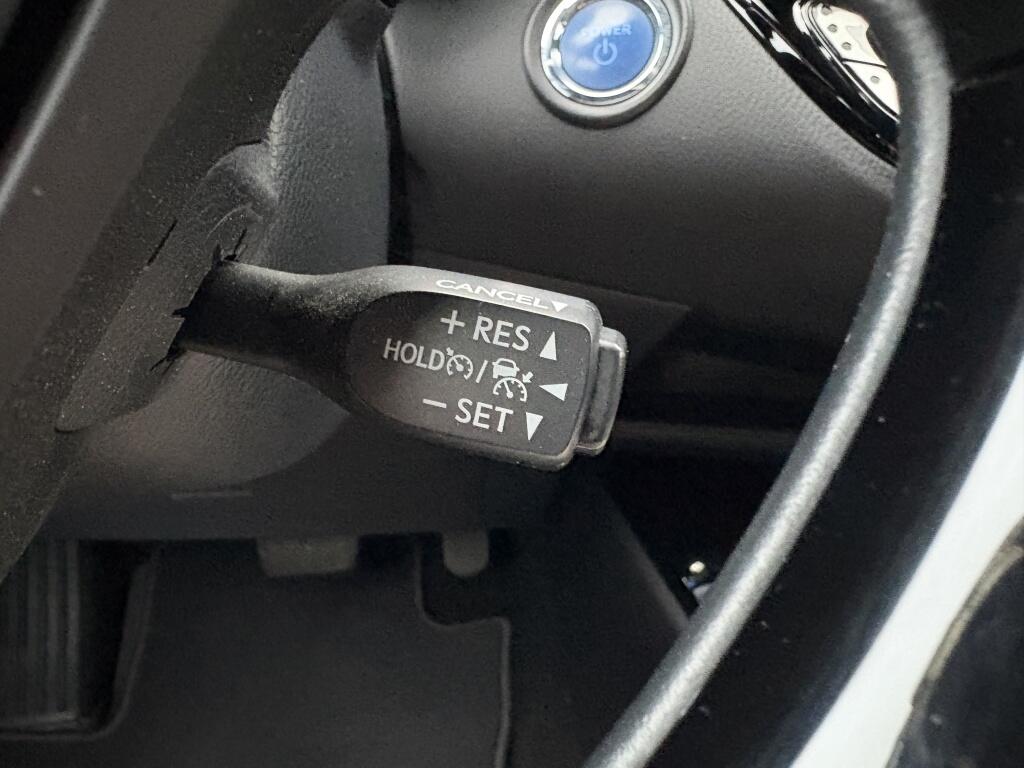 POWER
CANCEL
+ RES
HOLD /
− SET